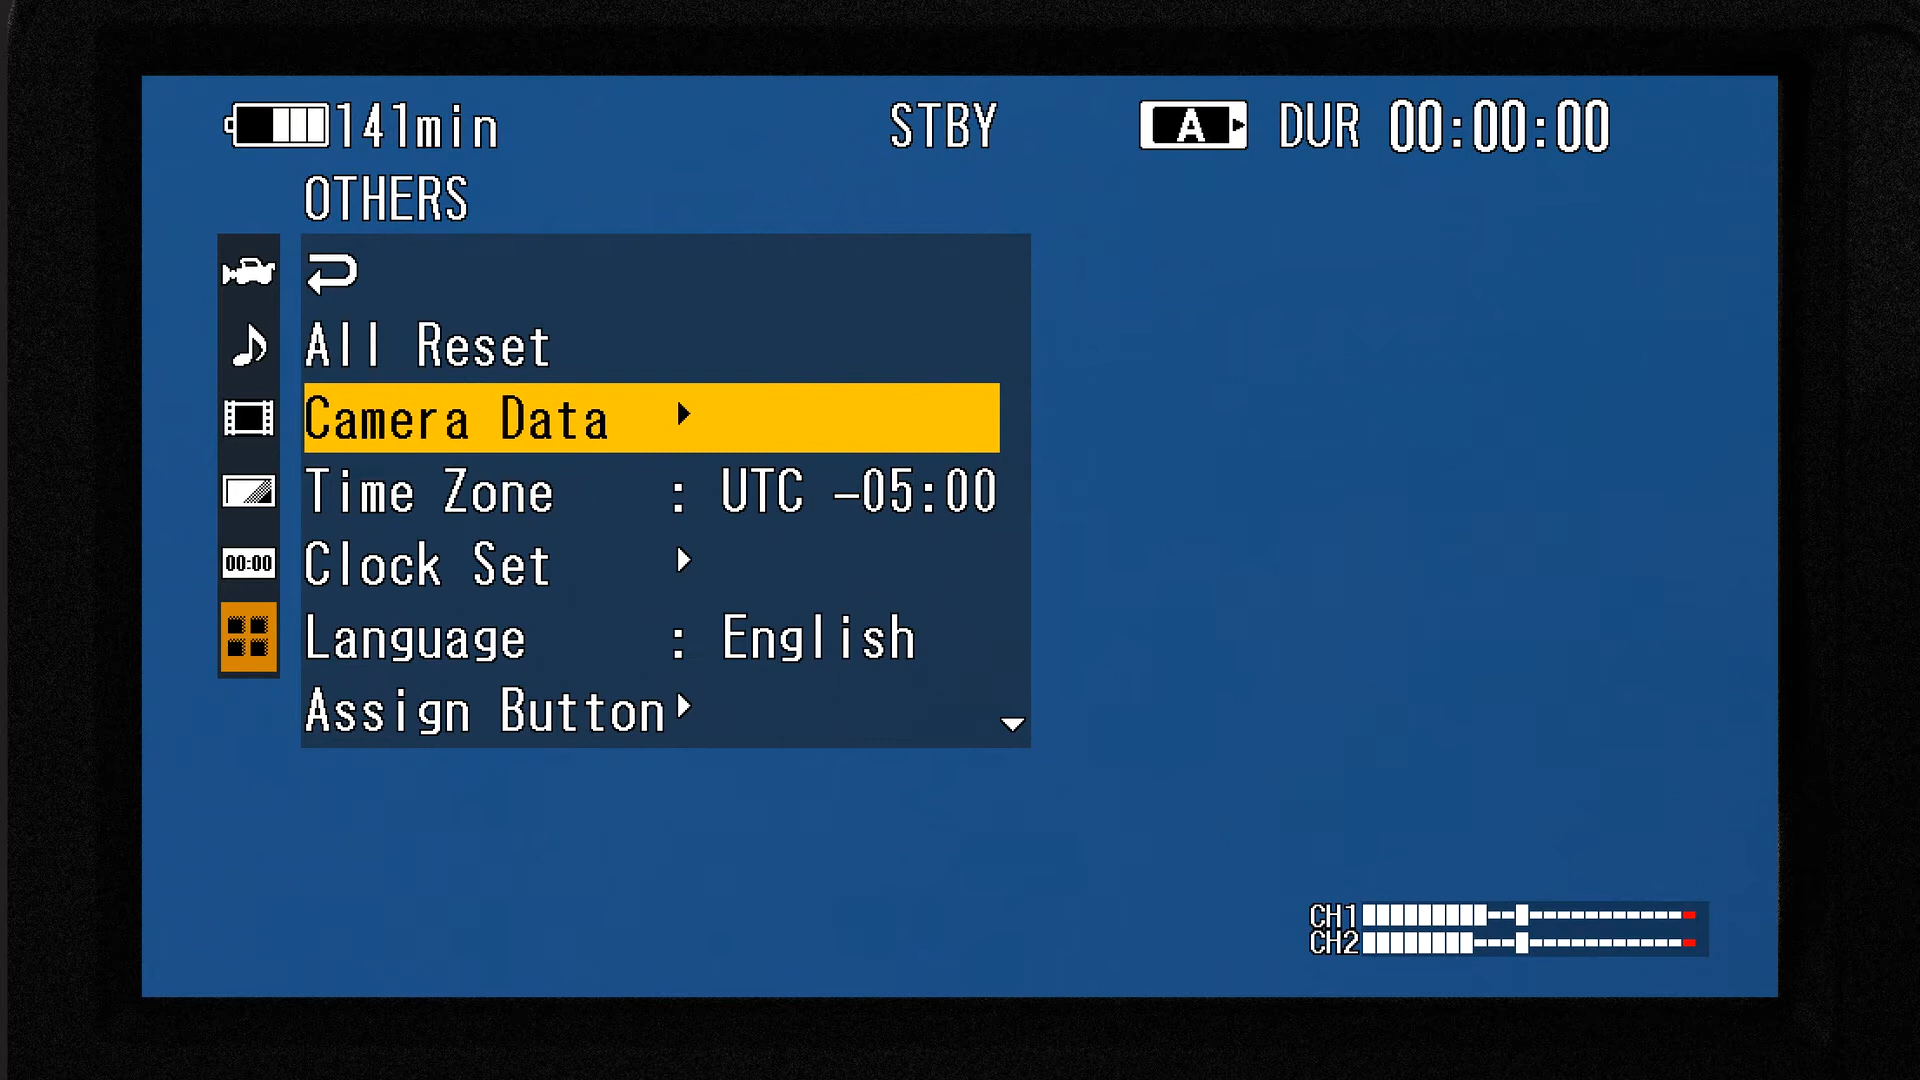 141min STBY A DUR 00:00:00
OTHERS
All Reset
Camera Data
Time Zone : UTC –05:00
00:00 Clock Set
Language : English
Assign Button
CH1
CH2